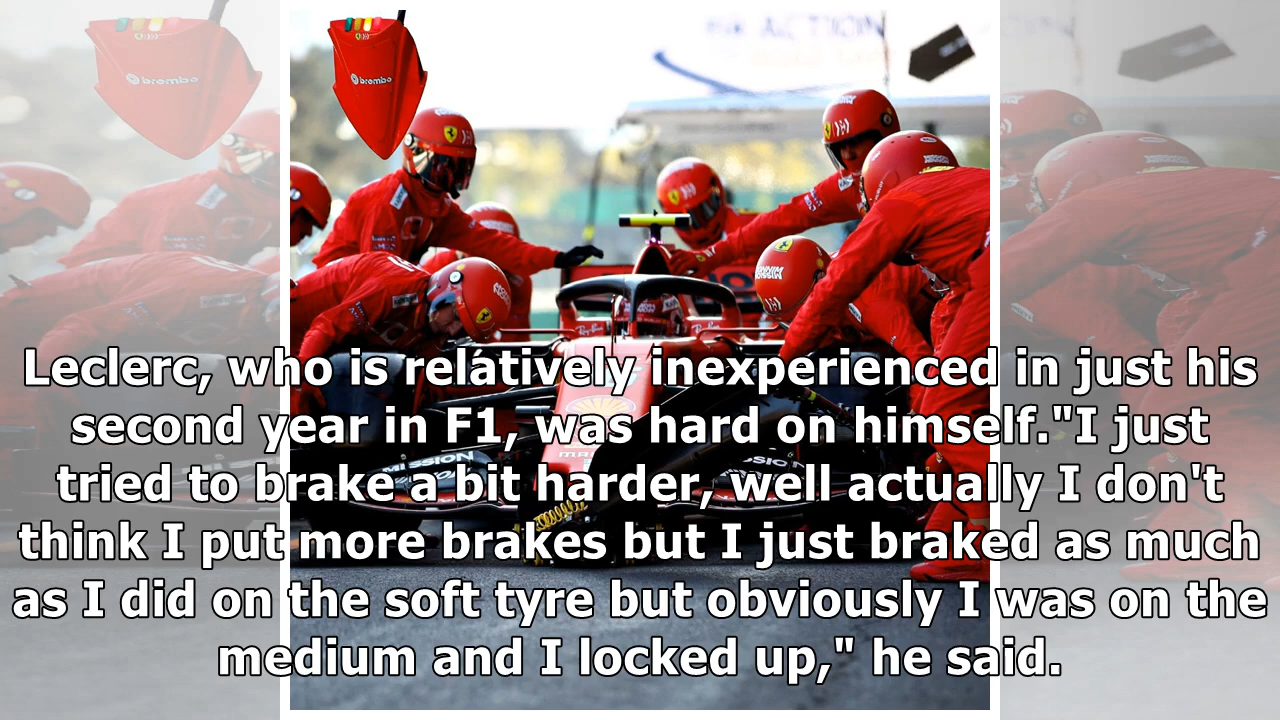 brembo
brembo
Leclerc, who is relatively inexperienced in just his
second year in F1, was hard on himself."I just
tried to brake a bit harder, well actually I don't
think I put more brakes but I just braked as much
as I did on the soft tyre but obviously I was on the
medium and I locked up," he said.